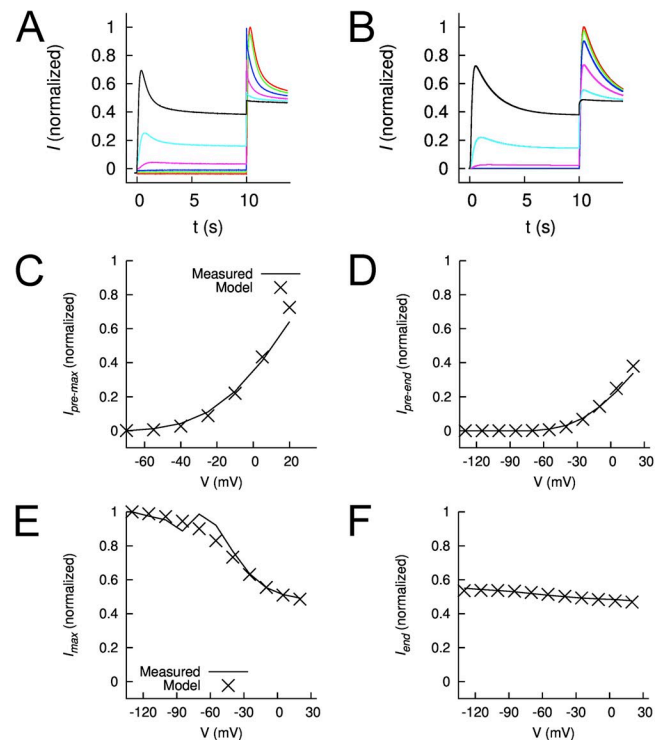 A
B
I (normalized)
1
0.8
0.6
0.4
0.2
0
0 5 10
t (s)
I (normalized)
1
0.8
0.6
0.4
0.2
0
0 5 10
t (s)
C
D
I pre-max (normalized)
1
0.8
0.6
0.4
0.2
0
Measured
Model
-60 -40 -20 0 20
V (mV)
I pre-end (normalized)
1
0.8
0.6
0.4
0.2
0
-120 -90 -60 -30 0 30
V (mV)
E
F
I max (normalized)
1
0.8
0.6
0.4
0.2
0
Measured
Model
-120 -90 -60 -30 0 30
V (mV)
I end (normalized)
1
0.8
0.6
0.4
0.2
0
-120 -90 -60 -30 0 30
V (mV)